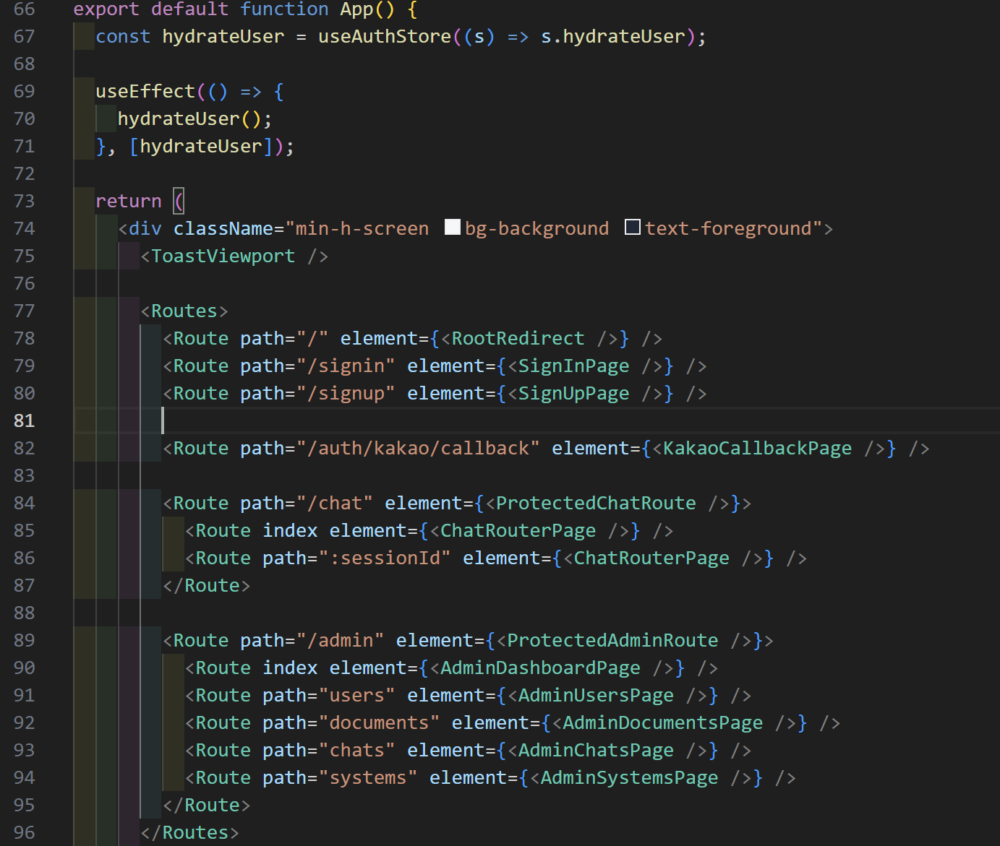 66 export default function App() {
67   const hydrateUser = useAuthStore((s) => s.hydrateUser);
68
69   useEffect(() => {
70     hydrateUser();
71   }, [hydrateUser]);
72
73   return (
74     <div className="min-h-screen bg-background text-foreground">
75       <ToastViewport />
76
77       <Routes>
78         <Route path="/" element={<RootRedirect />} />
79         <Route path="/signin" element={<SignInPage />} />
80         <Route path="/signup" element={<SignUpPage />} />
81
82         <Route path="/auth/kakao/callback" element={<KakaoCallbackPage />} />
83
84         <Route path="/chat" element={<ProtectedChatRoute />}>
85           <Route index element={<ChatRouterPage />} />
86           <Route path=":sessionId" element={<ChatRouterPage />} />
87         </Route>
88
89         <Route path="/admin" element={<ProtectedAdminRoute />}>
90           <Route index element={<AdminDashboardPage />} />
91           <Route path="users" element={<AdminUsersPage />} />
92           <Route path="documents" element={<AdminDocumentsPage />} />
93           <Route path="chats" element={<AdminChatsPage />} />
94           <Route path="systems" element={<AdminSystemsPage />} />
95         </Route>
96       </Routes>